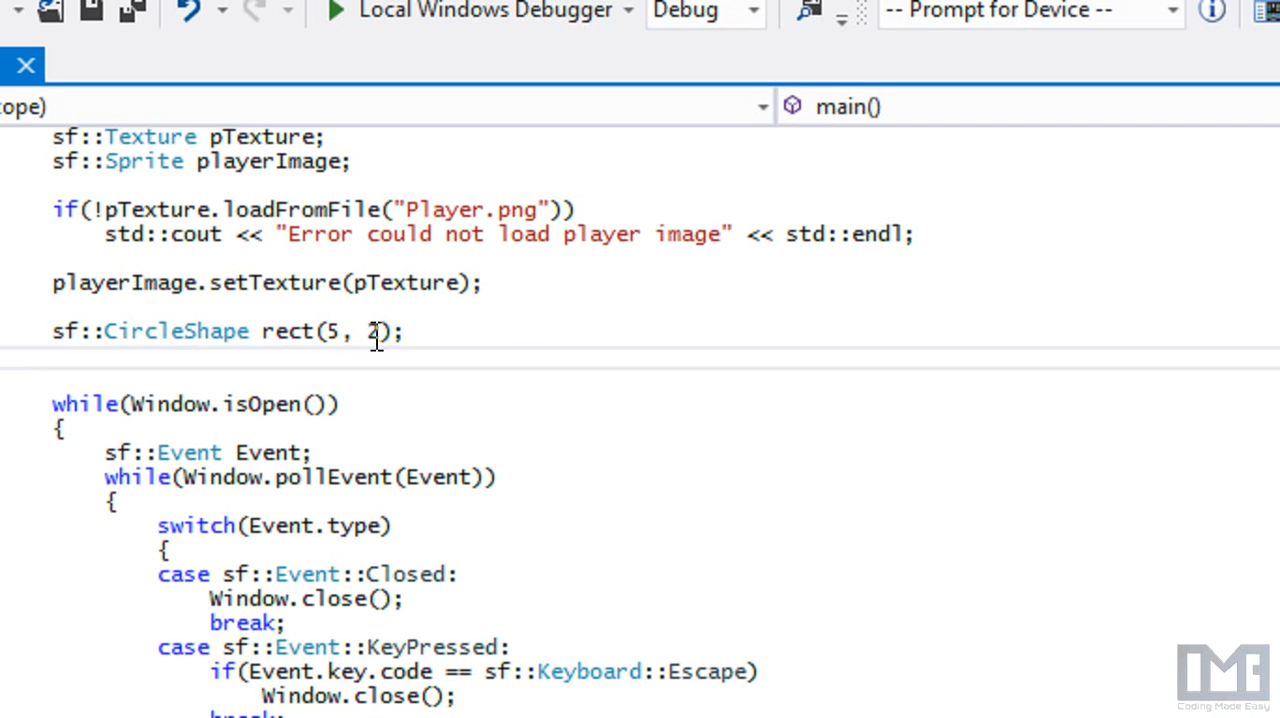 Local Windows Debugger Debug -- Prompt for Device --
ope) main()
sf::Texture pTexture;
sf::Sprite playerImage;
if(!pTexture.loadFromFile("Player.png"))
std::cout << "Error could not load player image" << std::endl;
playerImage.setTexture(pTexture);
sf::CircleShape rect(5, 2);
while(Window.isOpen())
{
sf::Event Event;
while(Window.pollEvent(Event))
{
switch(Event.type)
{
case sf::Event::Closed:
Window.close();
break;
case sf::Event::KeyPressed:
if(Event.key.code == sf::Keyboard::Escape)
Window.close();
break;
CME
Coding Made Easy